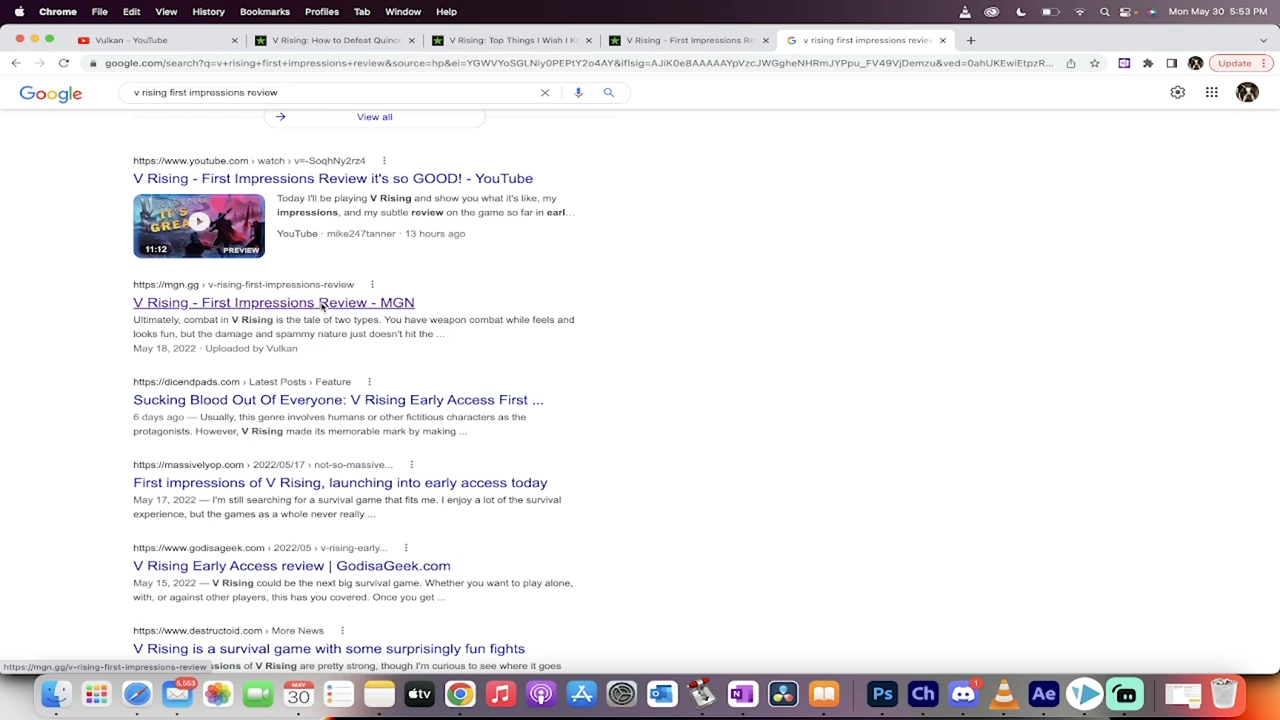 Chrome File Edit View History Bookmarks Profiles Tab Window Help Mon May 30 5:53 PM
Vulkan - YouTube V Rising: How to Defeat Quince V Rising: Top Things I Wish I K V Rising - First Impressions Re v rising first impressions review
google.com/search?q=v+rising+first+impressions+review&source=hp&ei=YGWVYoSGLNiy0PEPtY2o4AY&iflsig=AJiK0e8AAAAAYpVzcJWGgheNHRmJYPpu_FV49VjDemzu&ved=0ahUKEwiEtpzR... Update
Google v rising first impressions review
View all
https://www.youtube.com › watch › v=-SoqhNy2rz4
V Rising - First Impressions Review it's so GOOD! - YouTube
Today I'll be playing V Rising and show you what it's like, my
impressions, and my subtle review on the game so far in earl...
V RISING
IT'S
GREA
YouTube · mike247tanner · 13 hours ago
11:12 PREVIEW
https://mgn.gg › v-rising-first-impressions-review
V Rising - First Impressions Review - MGN
Ultimately, combat in V Rising is the tale of two types. You have weapon combat while feels and
looks fun, but the damage and spammy nature just doesn't hit the ...
May 18, 2022 · Uploaded by Vulkan
https://dicendpads.com › Latest Posts › Feature
Sucking Blood Out Of Everyone: V Rising Early Access First ...
6 days ago — Usually, this genre involves humans or other fictitious characters as the
protagonists. However, V Rising made its memorable mark by making ...
https://massivelyop.com › 2022/05/17 › not-so-massive...
First impressions of V Rising, launching into early access today
May 17, 2022 — I'm still searching for a survival game that fits me. I enjoy a lot of the survival
experience, but the games as a whole never really ...
https://www.godisageek.com › 2022/05 › v-rising-early...
V Rising Early Access review | GodisaGeek.com
May 15, 2022 — V Rising could be the next big survival game. Whether you want to play alone,
with, or against other players, this has you covered. Once you get ...
https://www.destructoid.com › More News
V Rising is a survival game with some surprisingly fun fights
https://mgn.gg/v-rising-first-impressions-review ssions of V Rising are pretty strong, though I'm curious to see where it goes
5,563 MAY 30 tv N Ps Ch 1 Ae